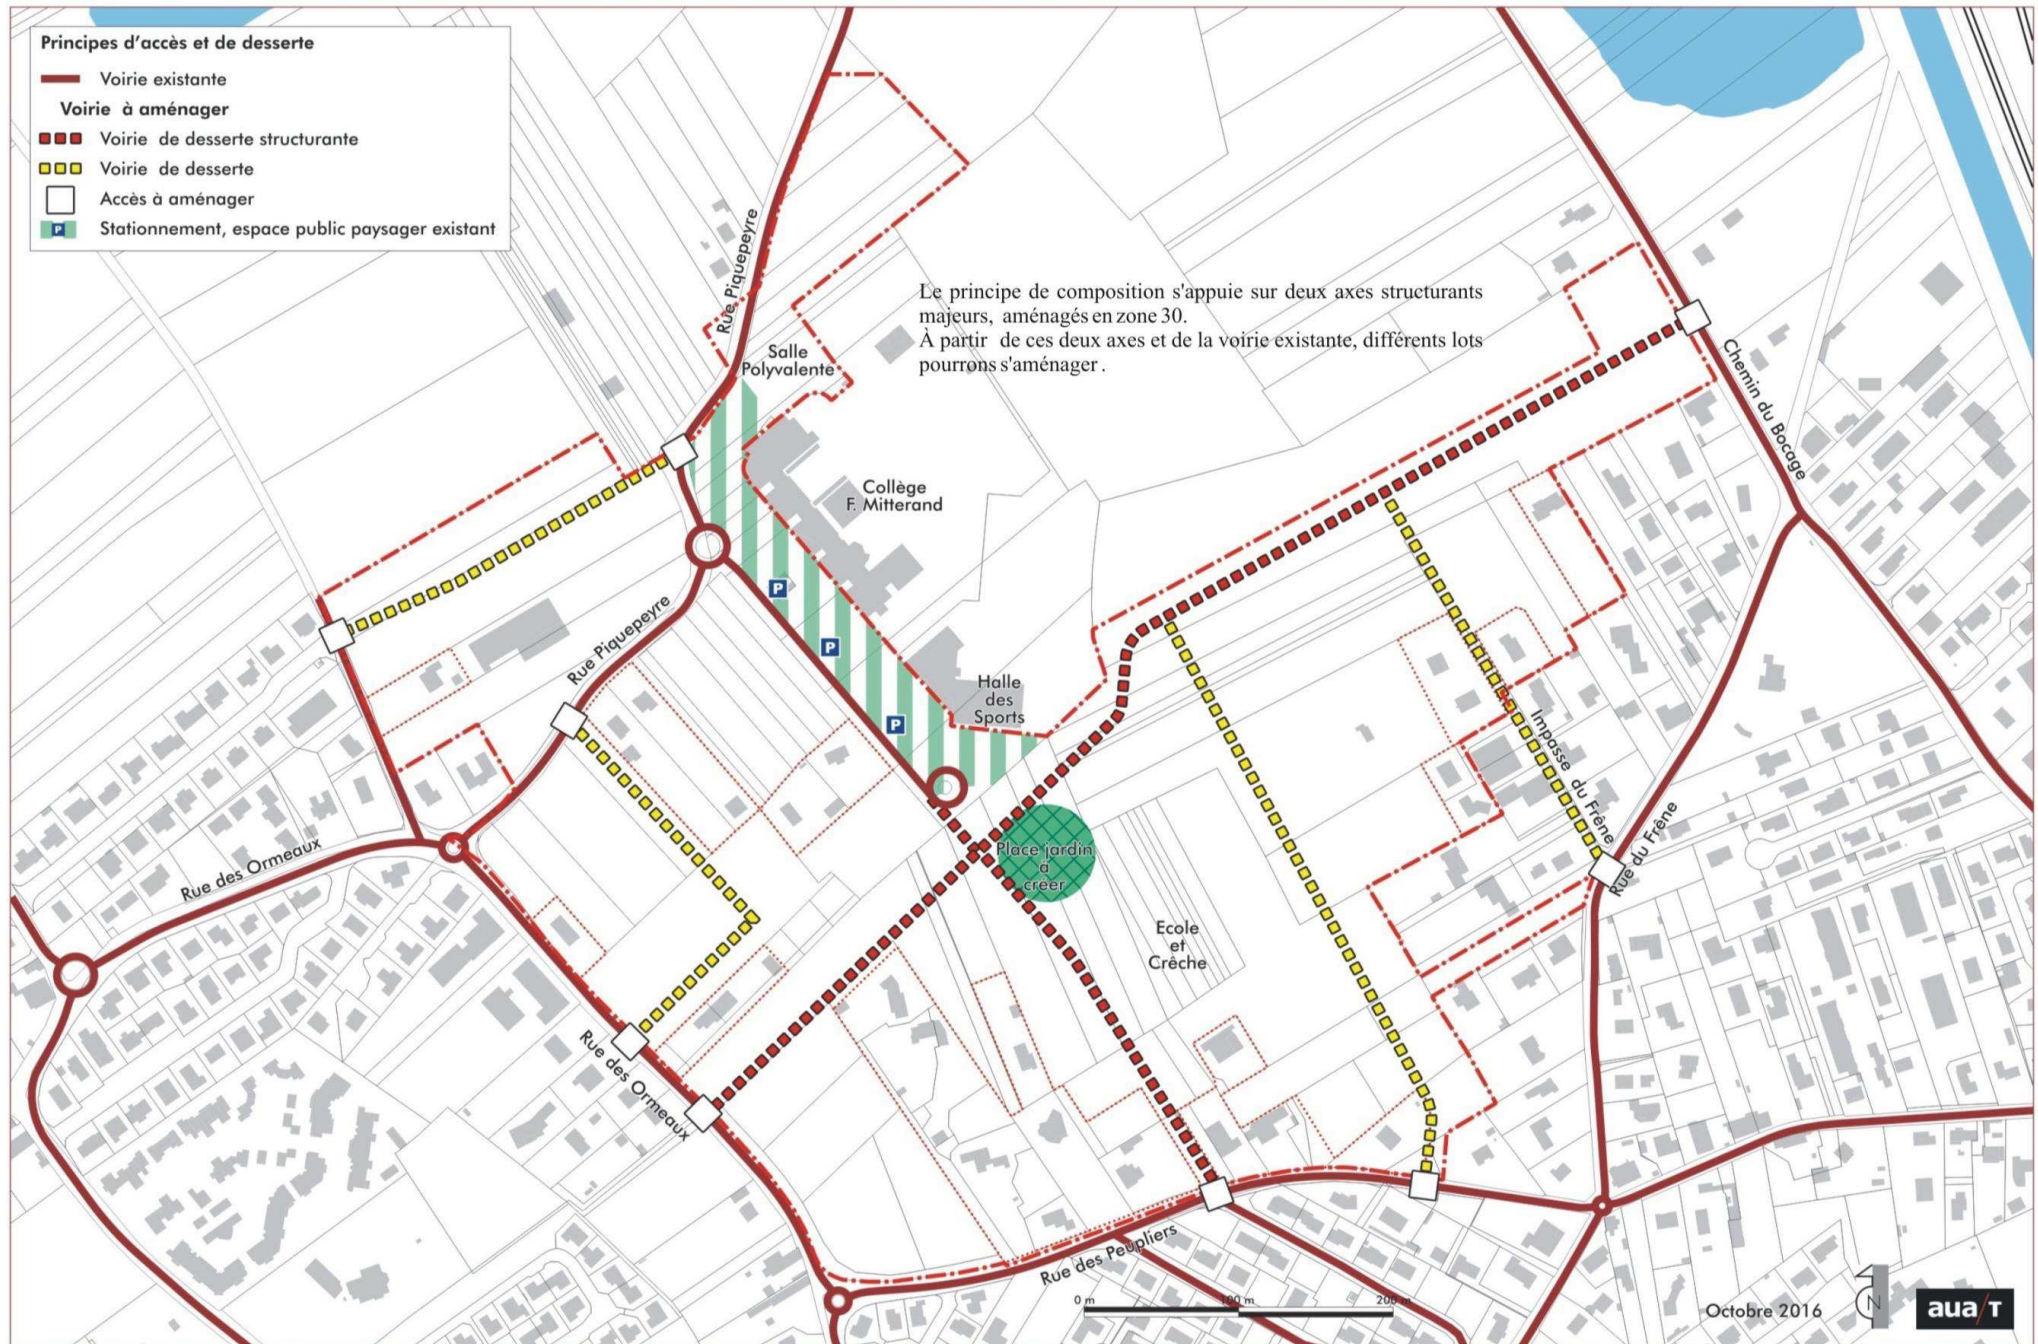 Principes d'accès et de desserte
Voirie existante
Voirie à aménager
Voirie de desserte structurante
Voirie de desserte
Accès à aménager
P
Stationnement, espace public paysager existant
Rue Piquepeyre
Le principe de composition s'appuie sur deux axes structurants
majeurs, aménagés en zone 30.
À partir de ces deux axes et de la voirie existante, différents lots
pourrons s'aménager .
Salle
Polyvalente
Chemin du Bocage
Collège
F. Mitterand
P
Rue Piquepeyre
P
Halle
des
Sports
P
Impasse du Frêne
Rue du Frêne
Rue des Ormeaux
Place jardin
à
créer
Ecole
et
Crêche
Rue des Ormeaux
Rue des Peupliers
0 m
100 m
200 m
Octobre 2016
N
aua/T